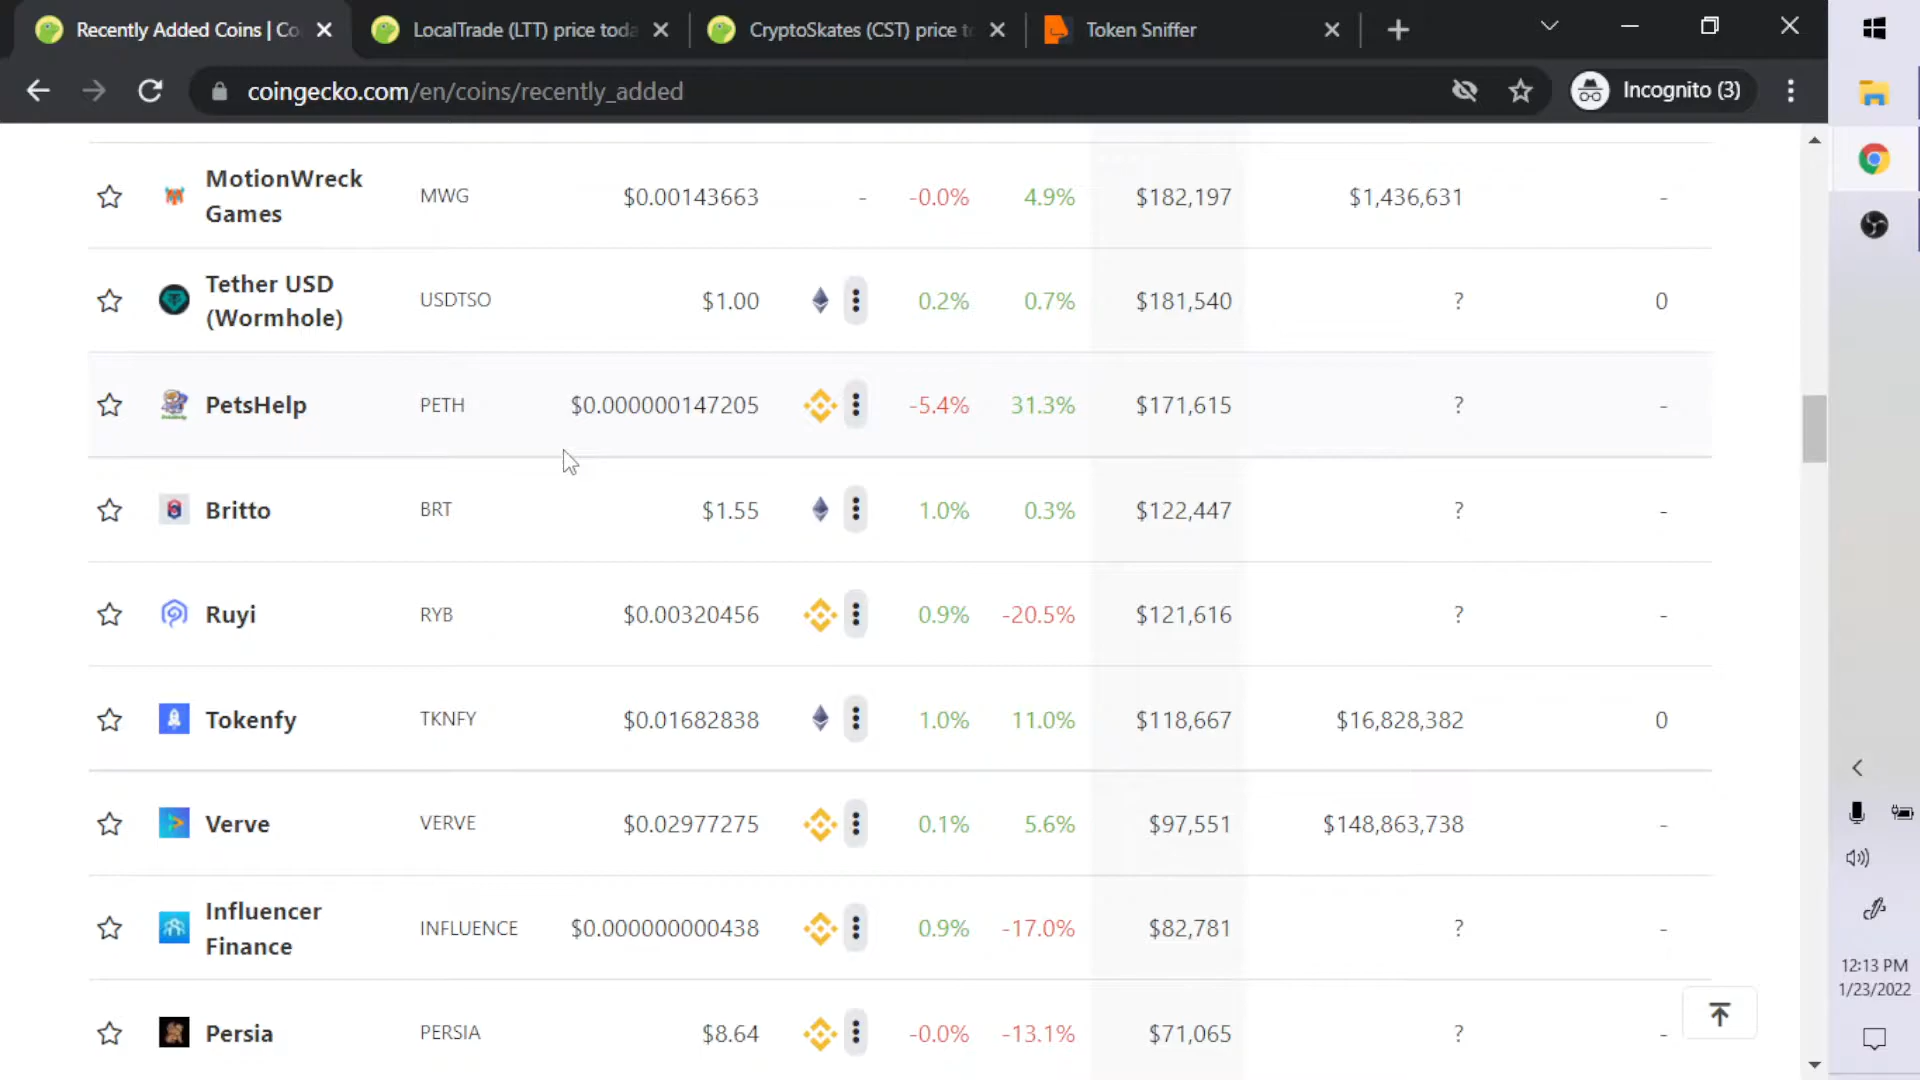 Recently Added Coins | Co
LocalTrade (LTT) price toda
CryptoSkates (CST) price t
Token Sniffer
coingecko.com/en/coins/recently_added
Incognito (3)
MotionWreck
Games
MWG
$0.00143663
-
-0.0%
4.9%
$182,197
$1,436,631
-
Tether USD
(Wormhole)
USDTSO
$1.00
0.2%
0.7%
$181,540
?
0
PetsHelp
PETH
$0.000000147205
-5.4%
31.3%
$171,615
?
-
Britto
BRT
$1.55
1.0%
0.3%
$122,447
?
-
Ruyi
RYB
$0.00320456
0.9%
-20.5%
$121,616
?
-
Tokenfy
TKNFY
$0.01682838
1.0%
11.0%
$118,667
$16,828,382
0
Verve
VERVE
$0.02977275
0.1%
5.6%
$97,551
$148,863,738
-
Influencer
Finance
INFLUENCE
$0.000000000438
0.9%
-17.0%
$82,781
?
-
Persia
PERSIA
$8.64
-0.0%
-13.1%
$71,065
?
-
12:13 PM
1/23/2022